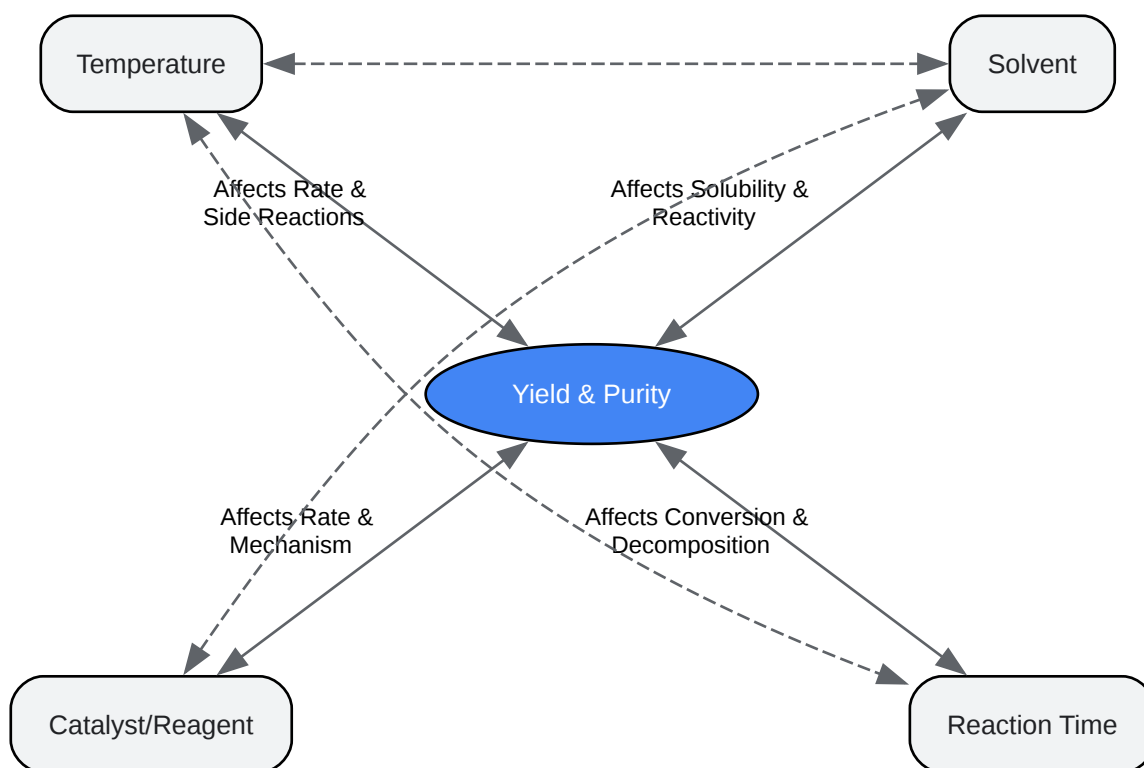 Temperature
Solvent
Affects Rate &
Side Reactions
Affects Solubility &
Reactivity
Yield & Purity
Affects Rate &
Mechanism
Affects Conversion &
Decomposition
Catalyst/Reagent
Reaction Time